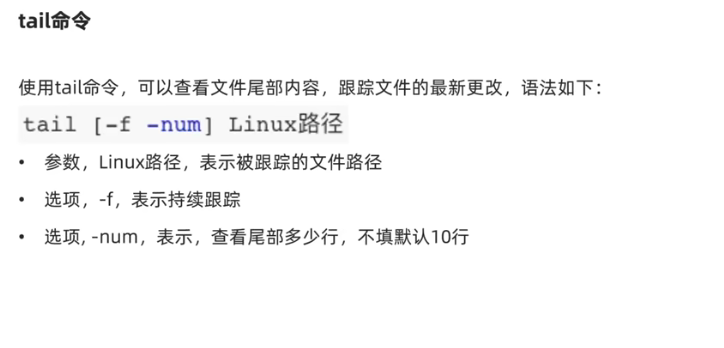 tail命令
使用tail命令，可以查看文件尾部内容，跟踪文件的最新更改，语法如下：
tail [-f -num] Linux路径
• 参数，Linux路径，表示被跟踪的文件路径
• 选项，-f，表示持续跟踪
• 选项, -num，表示，查看尾部多少行，不填默认10行